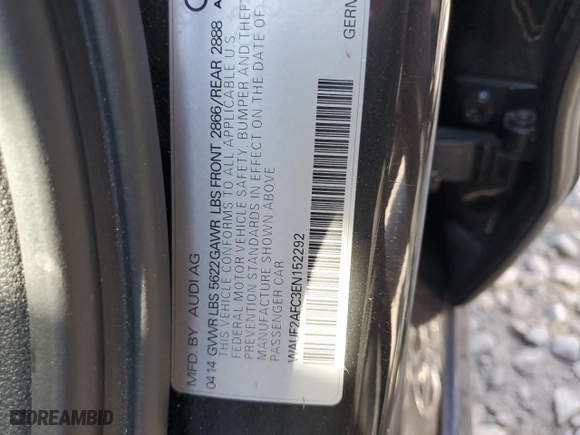 MFD. BY AUDI AG
04 14 GVWR LBS 5622 GAWR LBS FRONT 2866/REAR 2888
THIS VEHICLE CONFORMS TO ALL APPLICABLE U.S.
FEDERAL MOTOR VEHICLE SAFETY, BUMPER AND THEFT
PREVENTION STANDARDS IN EFFECT ON THE DATE OF
MANUFACTURE SHOWN ABOVE
PASSENGER CAR
GERM
WAUF2AFC3EN152292
DREAMBID